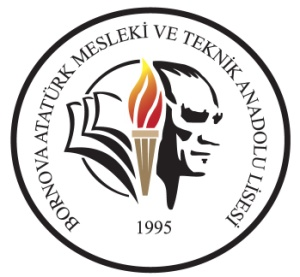 BORNOVA ATATÜRK MESLEKİ VE TEKNİK ANADOLU LİSESİ
1995